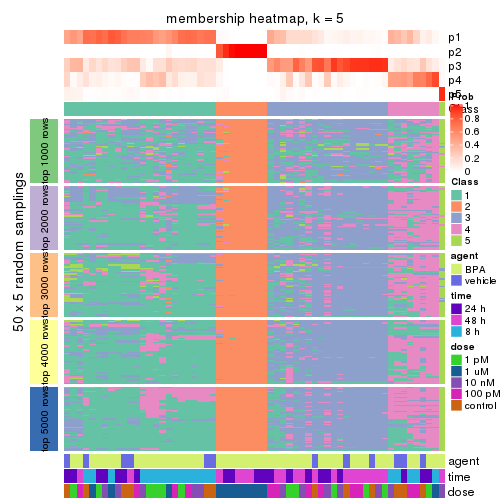 membership heatmap, k = 5
p1
p2
p3
p4
p5
Prob
1
0.8
0.6
0.4
0.2
0
Class
Class
1
2
3
4
5
agent
BPA
vehicle
time
24 h
48 h
8 h
dose
1 pM
1 uM
10 nM
100 pM
control
50 x 5 random samplings
top 1000 rows
top 2000 rows
top 3000 rows
top 4000 rows
top 5000 rows
agent
time
dose